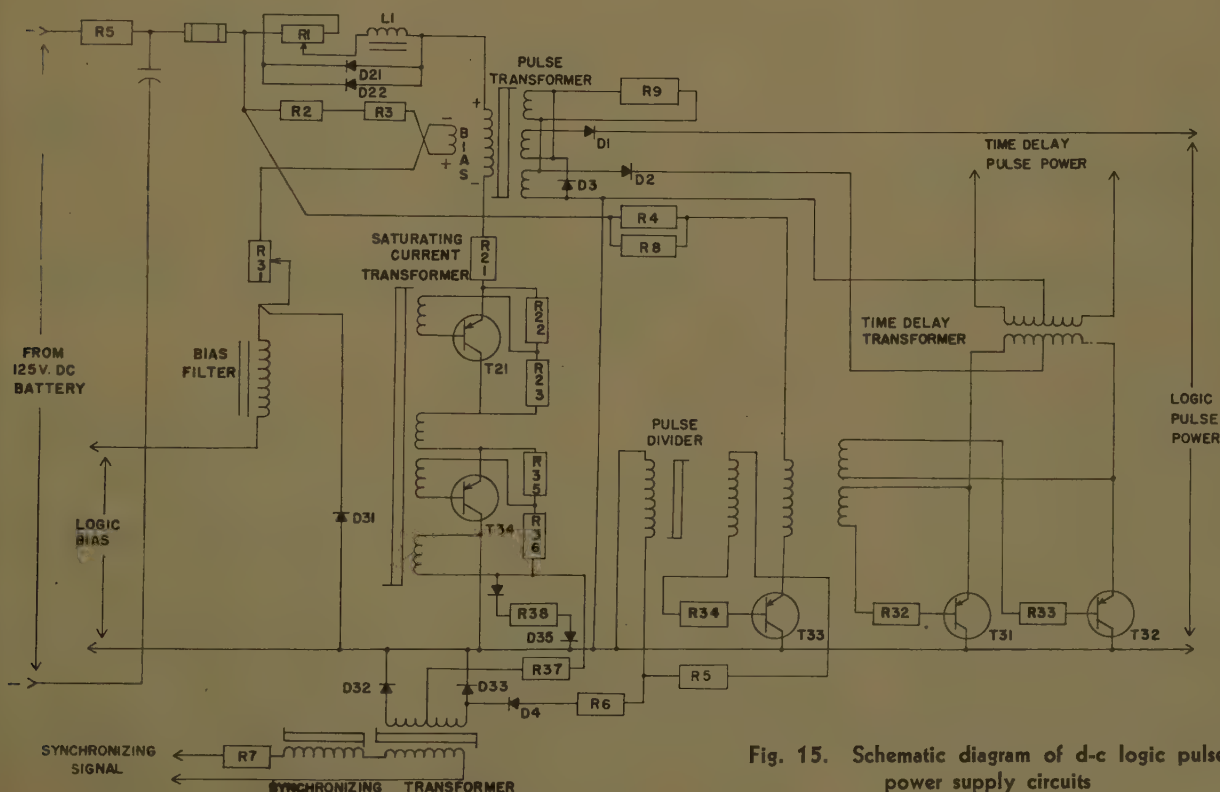 R5
R1
L1
D21
D22
R2
R3
PULSE
TRANSFORMER
R9
BIAS
+
-
-
+
D1
D2
D3
TIME DELAY
PULSE POWER
R4
R8
R31
SATURATING
CURRENT
TRANSFORMER
R21
R22
T21
R23
TIME DELAY
TRANSFORMER
FROM
125V. DC
BATTERY
BIAS
FILTER
LOGIC
PULSE
POWER
PULSE
DIVIDER
R35
T34
R36
LOGIC
BIAS
D31
R38
D35
R34
T33
R32
T31
R33
T32
R37
R5
D32
D33
D4
R6
SYNCHRONIZING
SIGNAL
R7
SYNCHRONIZING TRANSFORMER
Fig. 15. Schematic diagram of d-c logic pulse
power supply circuits